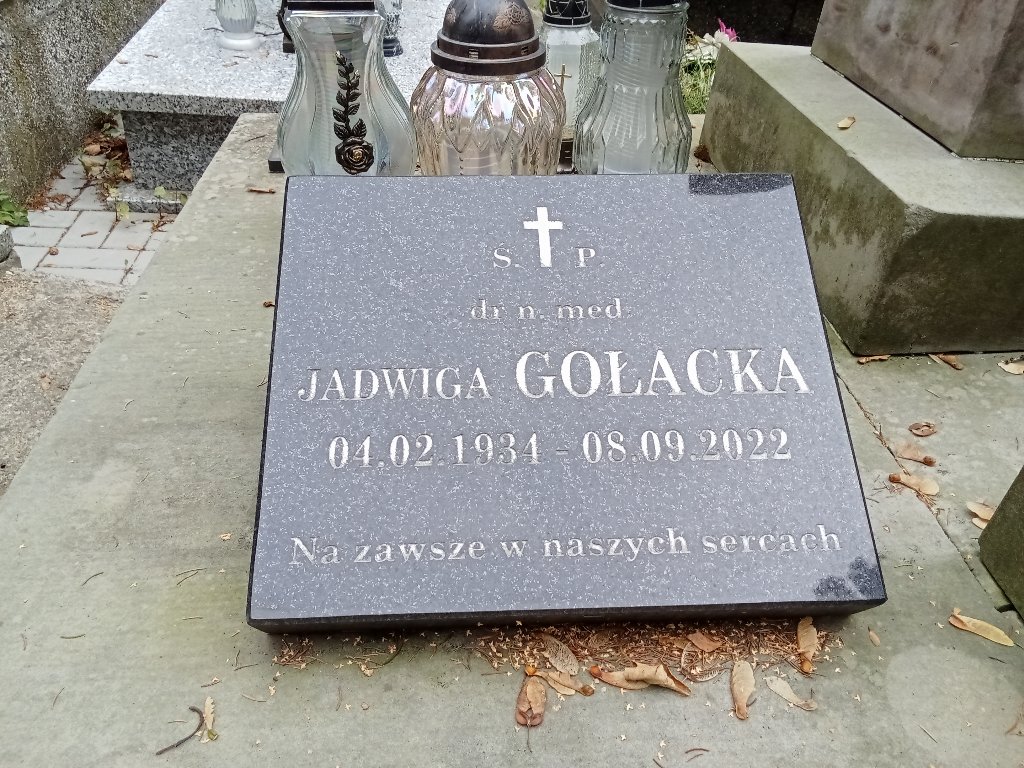 Ś. P.
dr n. med.
JADWIGA GOŁACKA
04.02.1934 - 08.09.2022
Na zawsze w naszych sercach